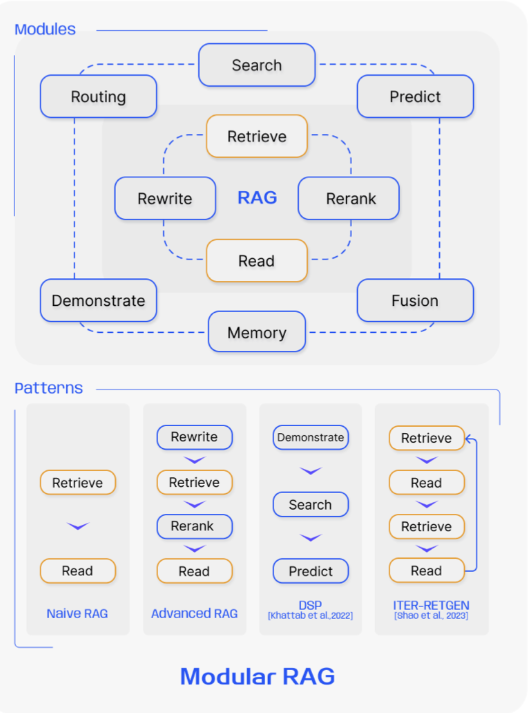 Modules
Search
Routing
Predict
Retrieve
Rewrite
RAG
Rerank
Read
Demonstrate
Fusion
Memory
Patterns
Retrieve
Read
Naive RAG
Rewrite
Retrieve
Rerank
Read
Advanced RAG
Demonstrate
Search
Predict
DSP
[Khattab et al.,2022]
Retrieve
Read
Retrieve
Read
ITER-RETGEN
[Shao et al., 2023]
Modular RAG